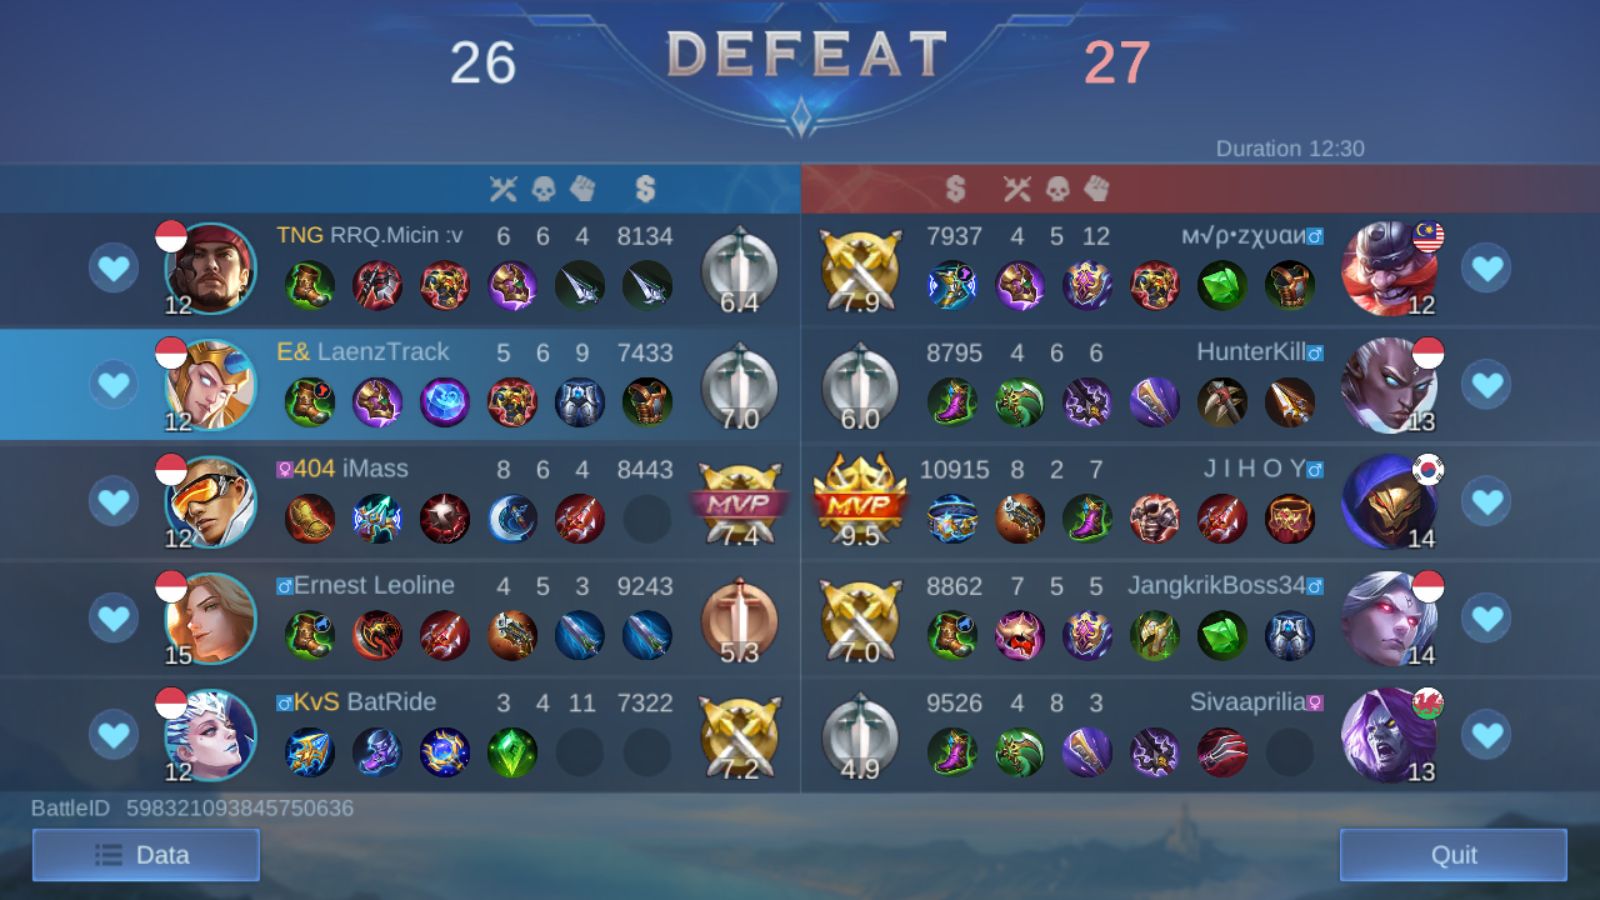 26 DEFEAT 27
Duration 12:30
TNG RRQ.Micin :v 6 6 4 8134
12 6.4
7.9 7937 4 5 12 м√ρ•zχυαи♂
12
E& LaenzTrack 5 6 9 7433
12 7.0
6.0 8795 4 6 6 HunterKill♂
13
♀404 iMass 8 6 4 8443
12 MVP 7.4
MVP 9.5 10915 8 2 7 J I H O Y♂
14
♂Ernest Leoline 4 5 3 9243
15 5.3
7.0 8862 7 5 5 JangkrikBoss34♂
14
♂KvS BatRide 3 4 11 7322
12 7.2
4.9 9526 4 8 3 Sivaaprilia♀
13
BattleID 598321093845750636
Data
Quit